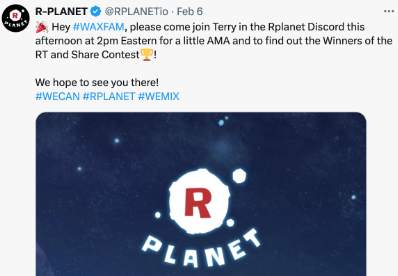 R-PLANET @RPLANETio · Feb 6
🎉 Hey #WAXFAM, please come join Terry in the Rplanet Discord this
afternoon at 2pm Eastern for a little AMA and to find out the Winners of the
RT and Share Contest🏆!
We hope to see you there!
#WECAN #RPLANET #WEMIX
R
PLANET
R
PLANET